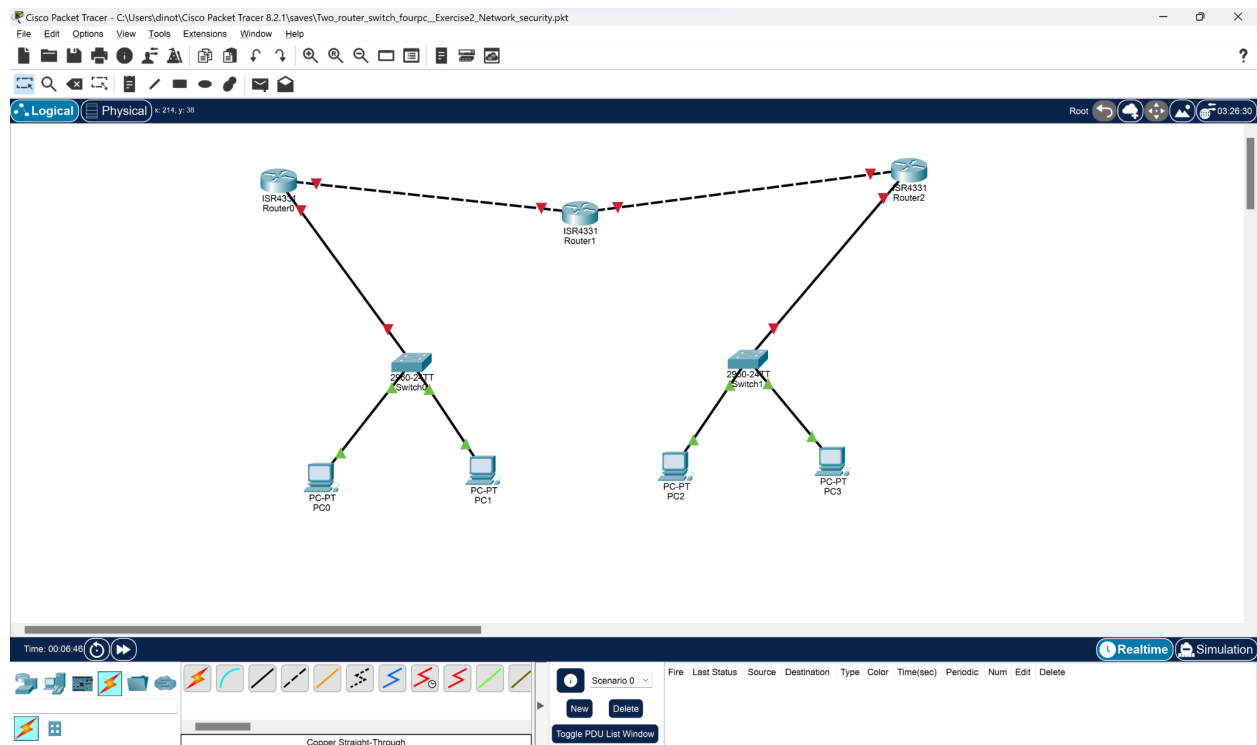 Cisco Packet Tracer - C:\Users\dinot\Cisco Packet Tracer 8.2.1\saves\Two_router_switch_fourpc__Exercise2_Network_security.pkt
File Edit Options View Tools Extensions Window Help
?
Logical Physical x: 214, y: 38 Root 03:26:30
ISR4331
Router0
ISR4331
Router1
ISR4331
Router2
2960-24TT
Switch0
2960-24TT
Switch1
PC-PT
PC0
PC-PT
PC1
PC-PT
PC2
PC-PT
PC3
Time: 00:06:46 Realtime Simulation
Scenario 0
New Delete
Toggle PDU List Window
Fire Last Status Source Destination Type Color Time(sec) Periodic Num Edit Delete
Copper Straight-Through